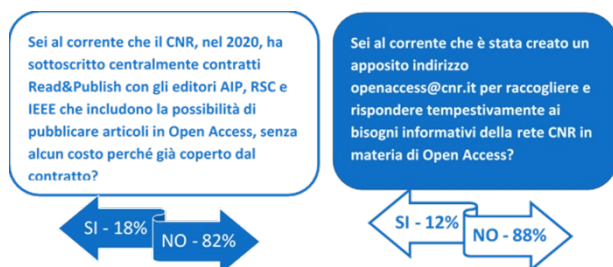 Sei al corrente che il CNR, nel 2020, ha
sottoscritto centralmente contratti
Read&Publish con gli editori AIP, RSC e
IEEE che includono la possibilità di
pubblicare articoli in Open Access, senza
alcun costo perché già coperto dal
contratto?
SI - 18%
NO - 82%
Sei al corrente che è stata creato un
apposito indirizzo
openaccess@cnr.it per raccogliere e
rispondere tempestivamente ai
bisogni informativi della rete CNR in
materia di Open Access?
SI - 12%
NO - 88%